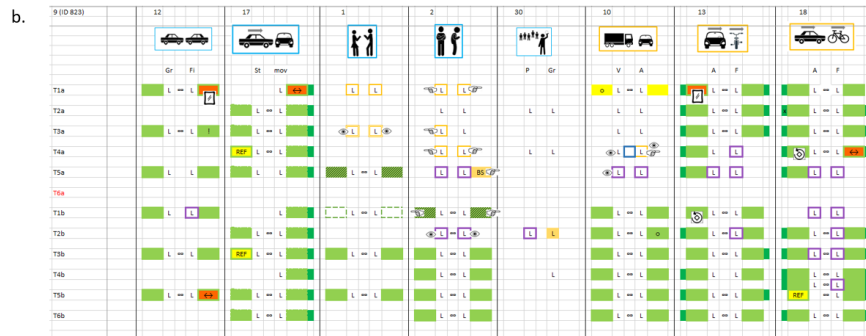 b.
9 (ID 823) 12 17 1 2 30 10 13 18
Gr Fi St mov P Gr V A A F A F
T1a L ↔ L L ↔ L L L L o L ↔ L L ↔ L L ↔ L
T2a L ↔ L L L L L L L L ↔ L L ↔ L
T3a L ↔ L ! L ↔ L L L L L L L ↔ L L ↔ L
T4a REF L ↔ L L L L L L L L L L ↔
T5a L ↔ L L ↔ L L ↔ L L L BS L L L L L L
T6a
T1b L L L L ↔ L L ↔ L L ↔ L L ↔ L L L
T2b L ↔ L L L P L L ↔ L o L L L L
T3b L ↔ L REF L ↔ L L ↔ L L ↔ L L ↔ L L ↔ L L ↔ L
T4b L L ↔ L L L ↔ L L L L ↔ L
L ↔ L
T5b L ↔ L ↔ L ↔ L L ↔ L L ↔ L L ↔ L L ↔ L REF L
T6b L ↔ L L ↔ L L ↔ L L ↔ L L ↔ L